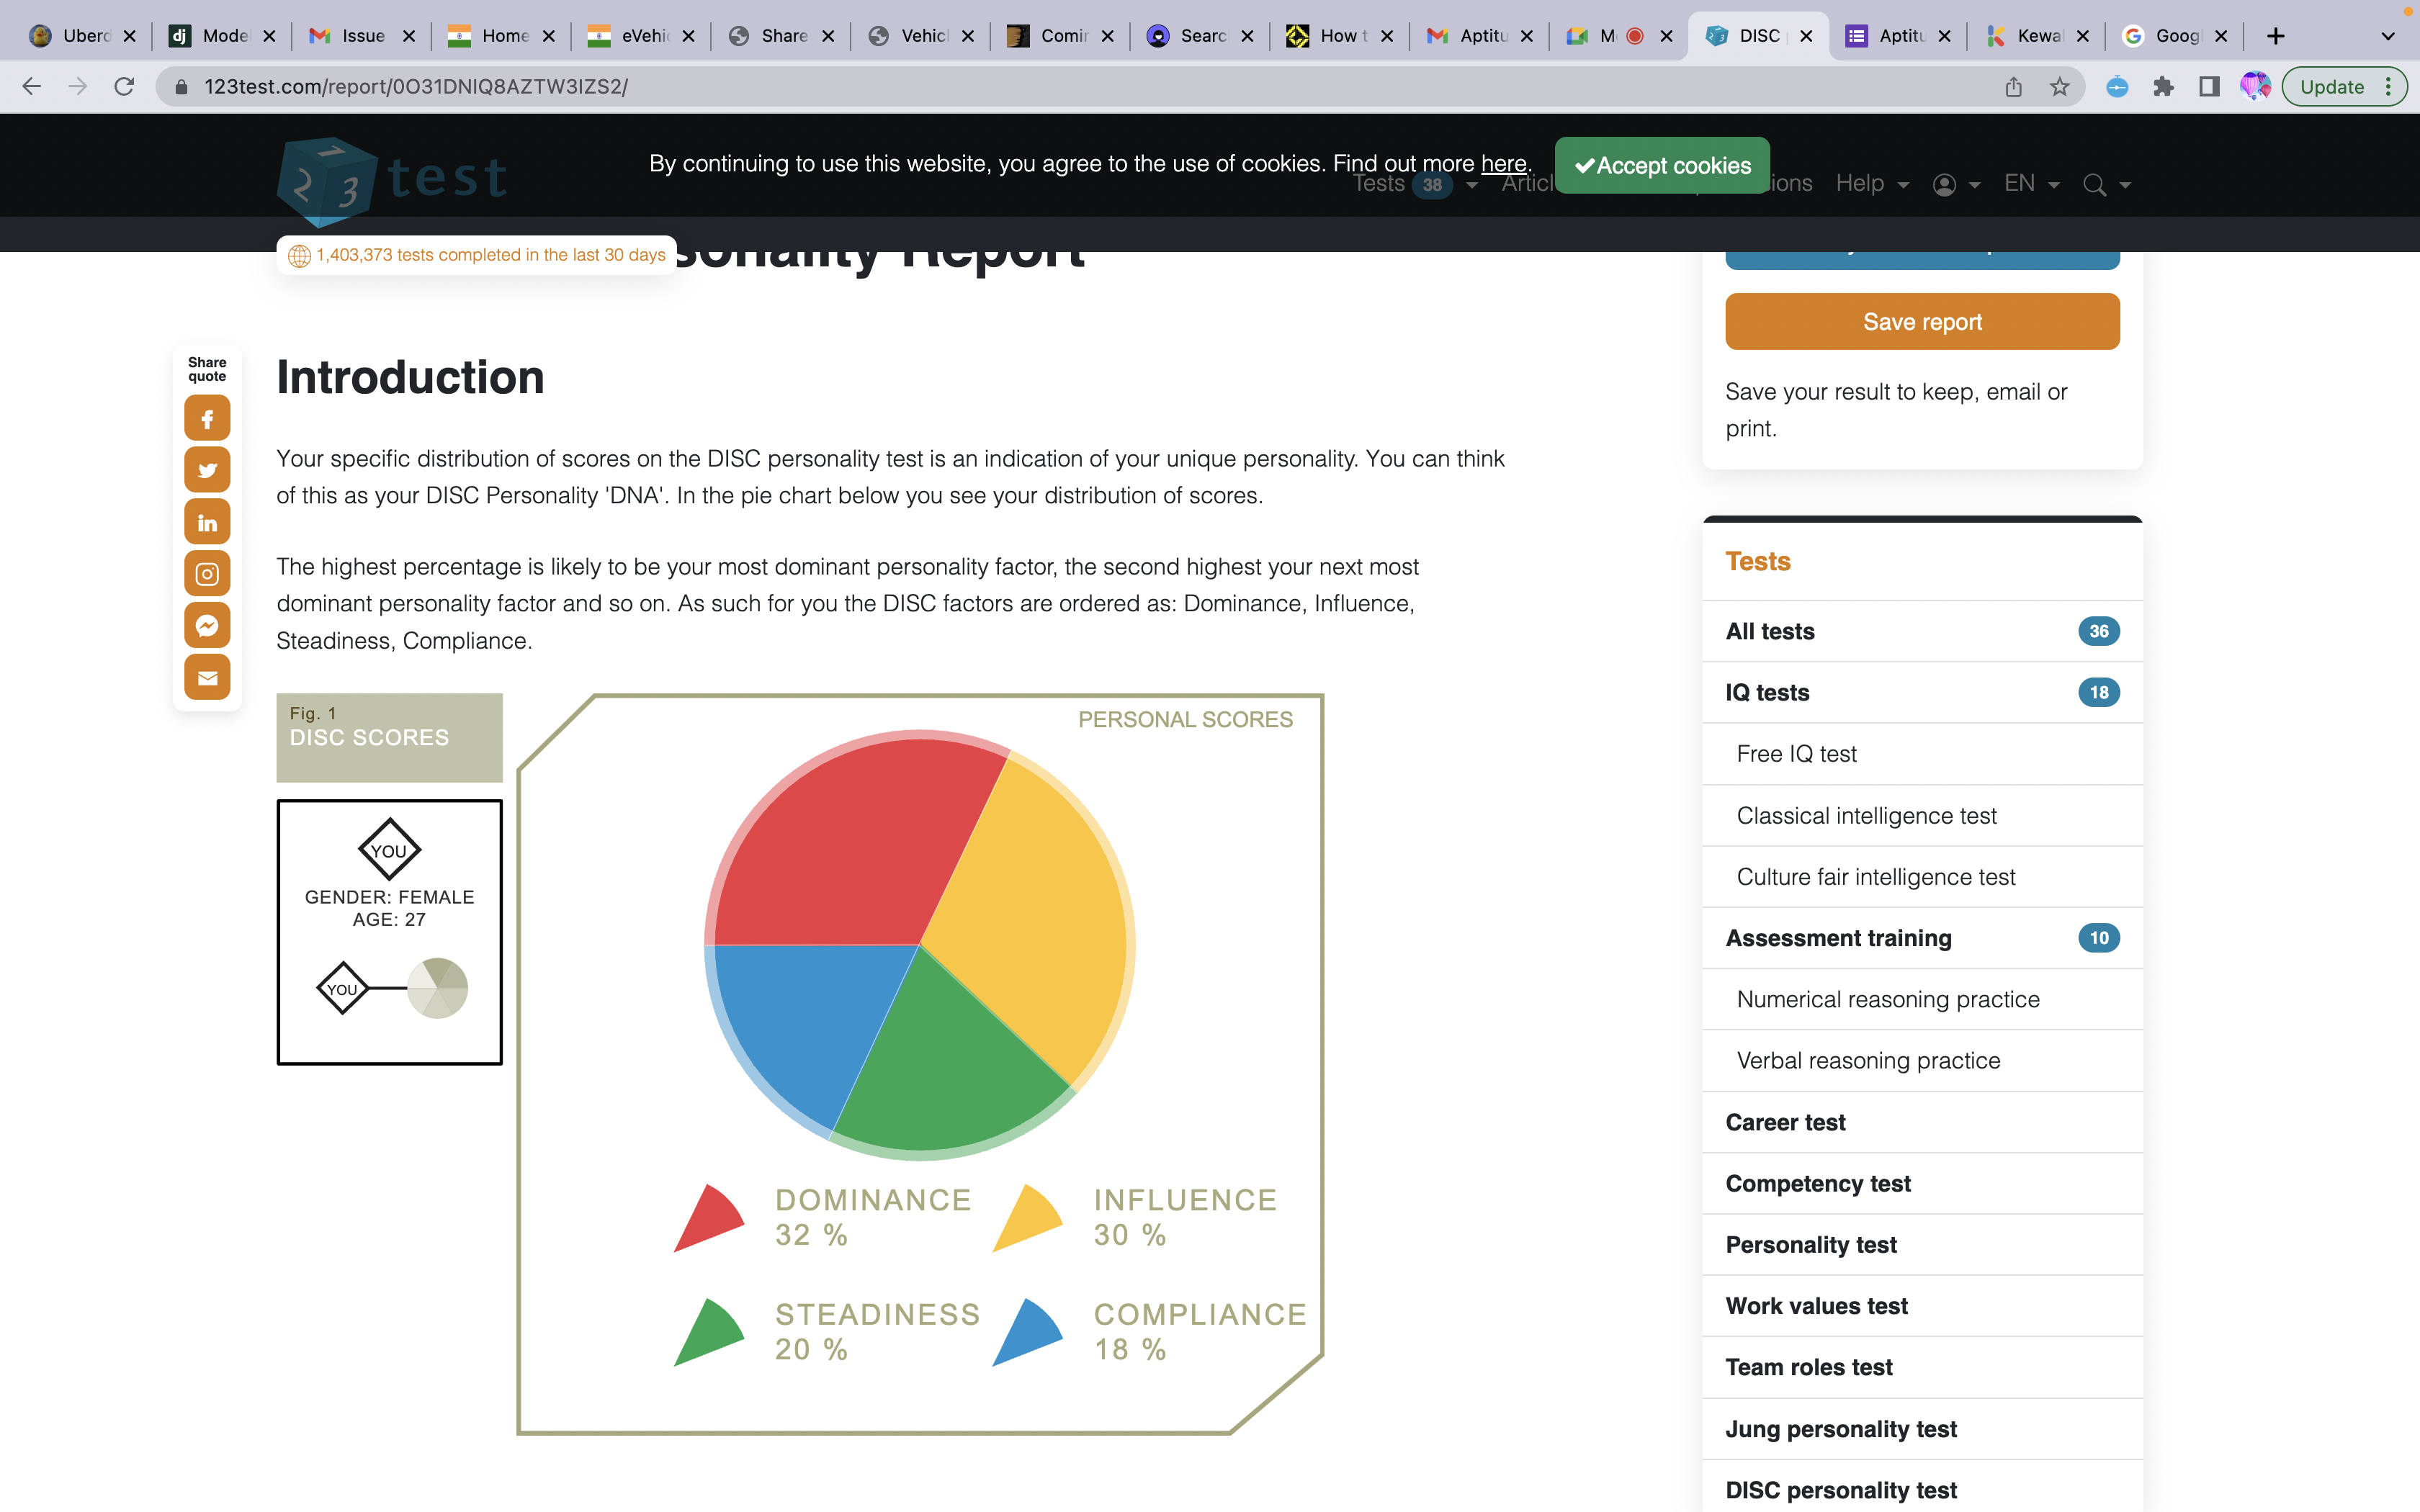 Uberd
Mode
Issue
Home
eVehi
Share
Vehicl
Comin
Searc
How t
Aptitu
M
DISC
Aptitu
Kewal
Googl
123test.com/report/0O31DNIQ8AZTW3IZS2/
Update
1 2 3 test
By continuing to use this website, you agree to the use of cookies. Find out more here.
Accept cookies
Tests 38
Articl
ions
Help
EN
1,403,373 tests completed in the last 30 days
sonality Report
Save report
Save your result to keep, email or
print.
Share
quote
Introduction
Your specific distribution of scores on the DISC personality test is an indication of your unique personality. You can think
of this as your DISC Personality 'DNA'. In the pie chart below you see your distribution of scores.
The highest percentage is likely to be your most dominant personality factor, the second highest your next most
dominant personality factor and so on. As such for you the DISC factors are ordered as: Dominance, Influence,
Steadiness, Compliance.
Fig. 1
DISC SCORES
YOU
GENDER: FEMALE
AGE: 27
YOU
PERSONAL SCORES
DOMINANCE
32 %
INFLUENCE
30 %
STEADINESS
20 %
COMPLIANCE
18 %
Tests
All tests 36
IQ tests 18
Free IQ test
Classical intelligence test
Culture fair intelligence test
Assessment training 10
Numerical reasoning practice
Verbal reasoning practice
Career test
Competency test
Personality test
Work values test
Team roles test
Jung personality test
DISC personality test